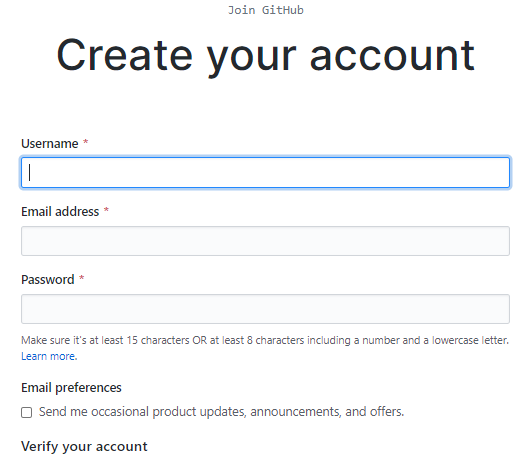 Join GitHub
Create your account
Username *
Email address *
Password *
Make sure it's at least 15 characters OR at least 8 characters including a number and a lowercase letter.
Learn more.
Email preferences
Send me occasional product updates, announcements, and offers.
Verify your account